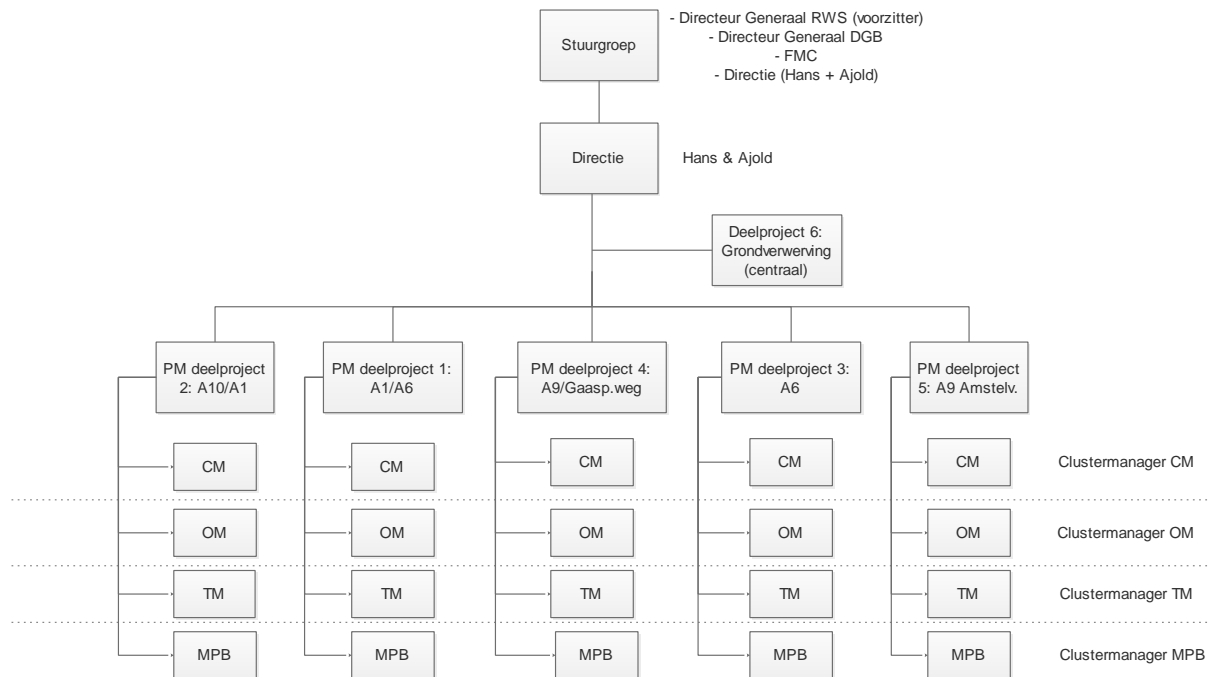 Stuurgroep
- Directeur Generaal RWS (voorzitter)
- Directeur Generaal DGB
- FMC
- Directie (Hans + Ajold)
Directie
Hans & Ajold
Deelproject 6:
Grondverwerving
(centraal)
PM deelproject
2: A10/A1
PM deelproject 1:
A1/A6
PM deelproject 4:
A9/Gaasp.weg
PM deelproject 3:
A6
PM deelproject
5: A9 Amstelv.
CM
CM
CM
CM
CM
Clustermanager CM
OM
OM
OM
OM
OM
Clustermanager OM
TM
TM
TM
TM
TM
Clustermanager TM
MPB
MPB
MPB
MPB
MPB
Clustermanager MPB